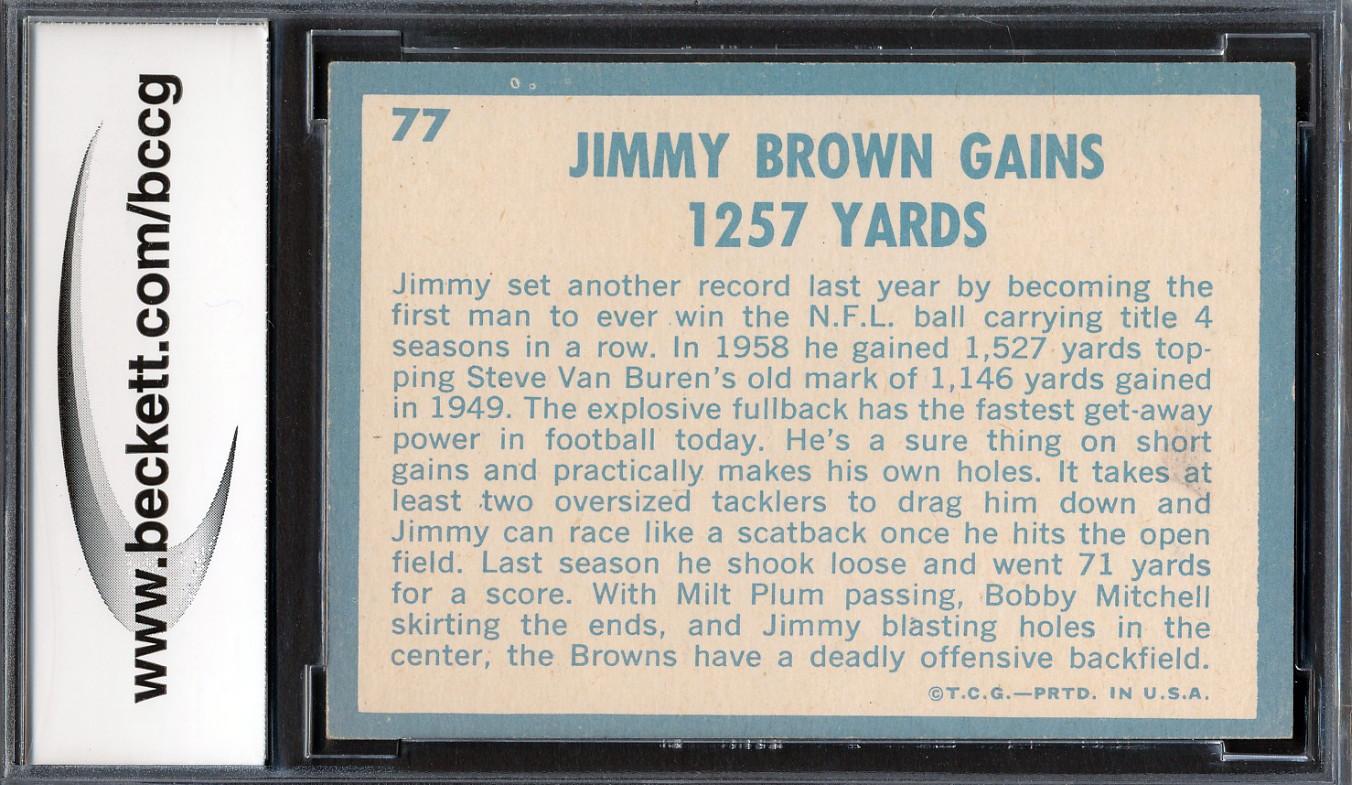 www.beckett.com/bccg
77
JIMMY BROWN GAINS
1257 YARDS
Jimmy set another record last year by becoming the
first man to ever win the N.F.L. ball carrying title 4
seasons in a row. In 1958 he gained 1,527 yards top-
ping Steve Van Buren's old mark of 1,146 yards gained
in 1949. The explosive fullback has the fastest get-away
power in football today. He's a sure thing on short
gains and practically makes his own holes. It takes at
least two oversized tacklers to drag him down and
Jimmy can race like a scatback once he hits the open
field. Last season he shook loose and went 71 yards
for a score. With Milt Plum passing, Bobby Mitchell
skirting the ends, and Jimmy blasting holes in the
center, the Browns have a deadly offensive backfield.
©T.C.G.—PRTD. IN U.S.A.